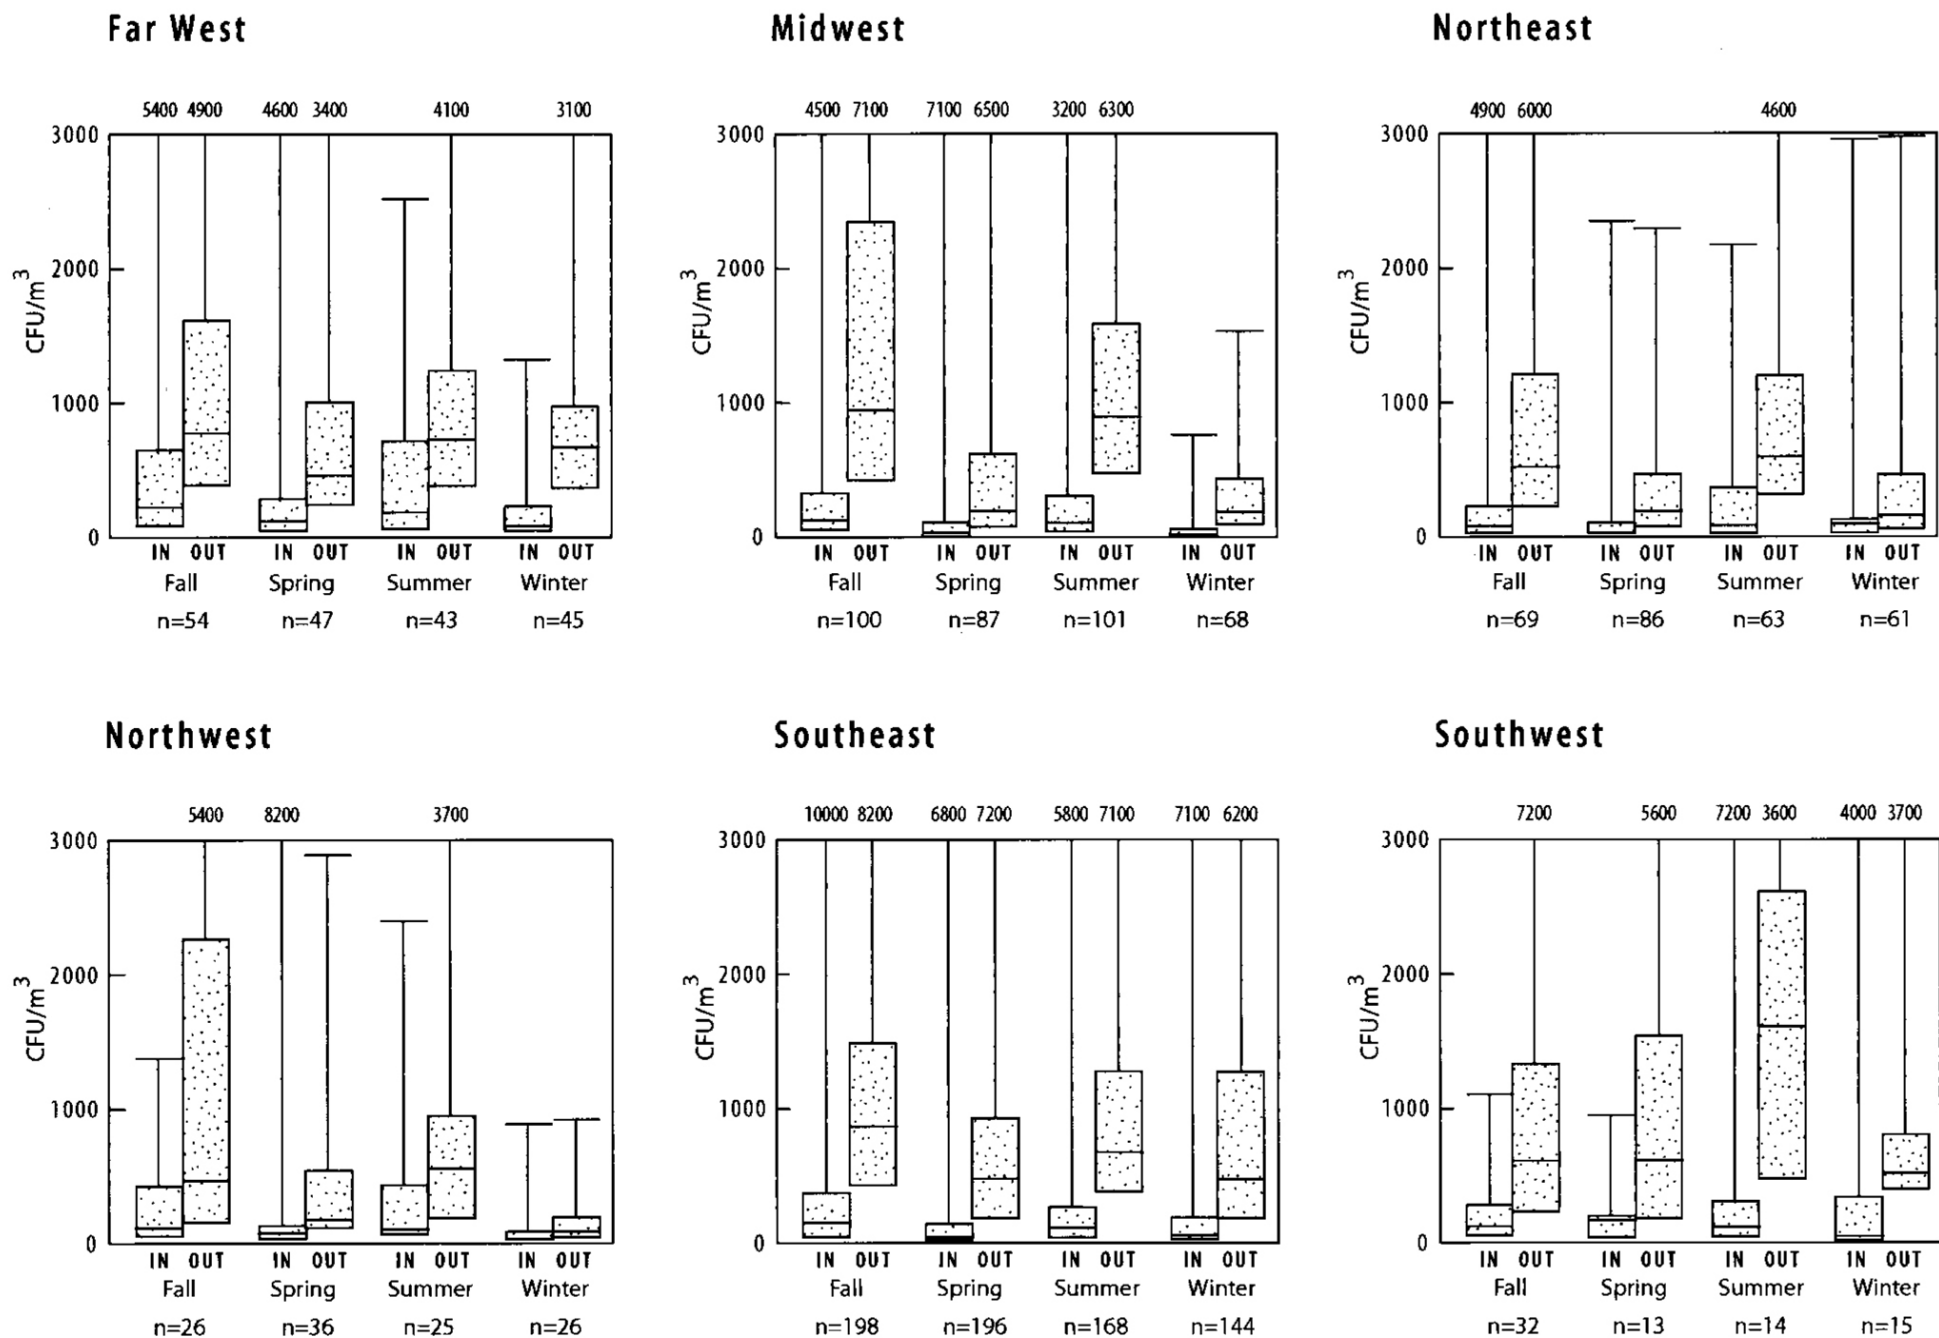 Far West
5400 4900 4600 3400 4100 3100
3000
2000
1000
0
CFU/m³
IN OUT IN OUT IN OUT IN OUT
Fall Spring Summer Winter
n=54 n=47 n=43 n=45
Midwest
4500 7100 7100 6500 3200 6300
3000
2000
1000
0
CFU/m³
IN OUT IN OUT IN OUT IN OUT
Fall Spring Summer Winter
n=100 n=87 n=101 n=68
Northeast
4900 6000 4600
3000
2000
1000
0
CFU/m³
IN OUT IN OUT IN OUT IN OUT
Fall Spring Summer Winter
n=69 n=86 n=63 n=61
Northwest
5400 8200 3700
3000
2000
1000
0
CFU/m³
IN OUT IN OUT IN OUT IN OUT
Fall Spring Summer Winter
n=26 n=36 n=25 n=26
Southeast
10000 8200 6800 7200 5800 7100 7100 6200
3000
2000
1000
0
CFU/m³
IN OUT IN OUT IN OUT IN OUT
Fall Spring Summer Winter
n=198 n=196 n=168 n=144
Southwest
7200 5600 7200 3600 4000 3700
3000
2000
1000
0
CFU/m³
IN OUT IN OUT IN OUT IN OUT
Fall Spring Summer Winter
n=32 n=13 n=14 n=15